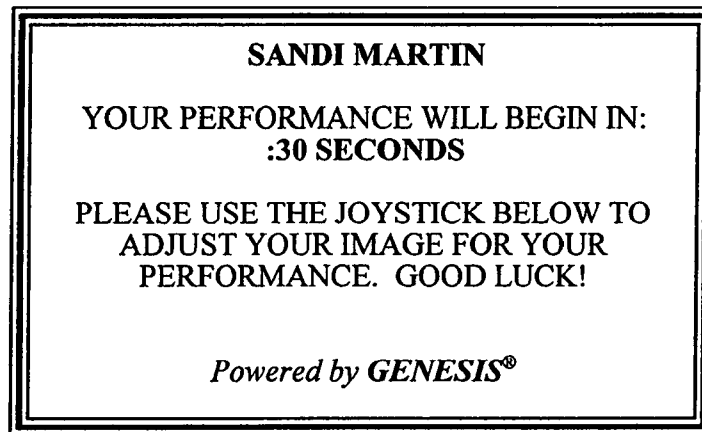 SANDI MARTIN
YOUR PERFORMANCE WILL BEGIN IN:
:30 SECONDS
PLEASE USE THE JOYSTICK BELOW TO
ADJUST YOUR IMAGE FOR YOUR
PERFORMANCE. GOOD LUCK!
Powered by GENESIS®